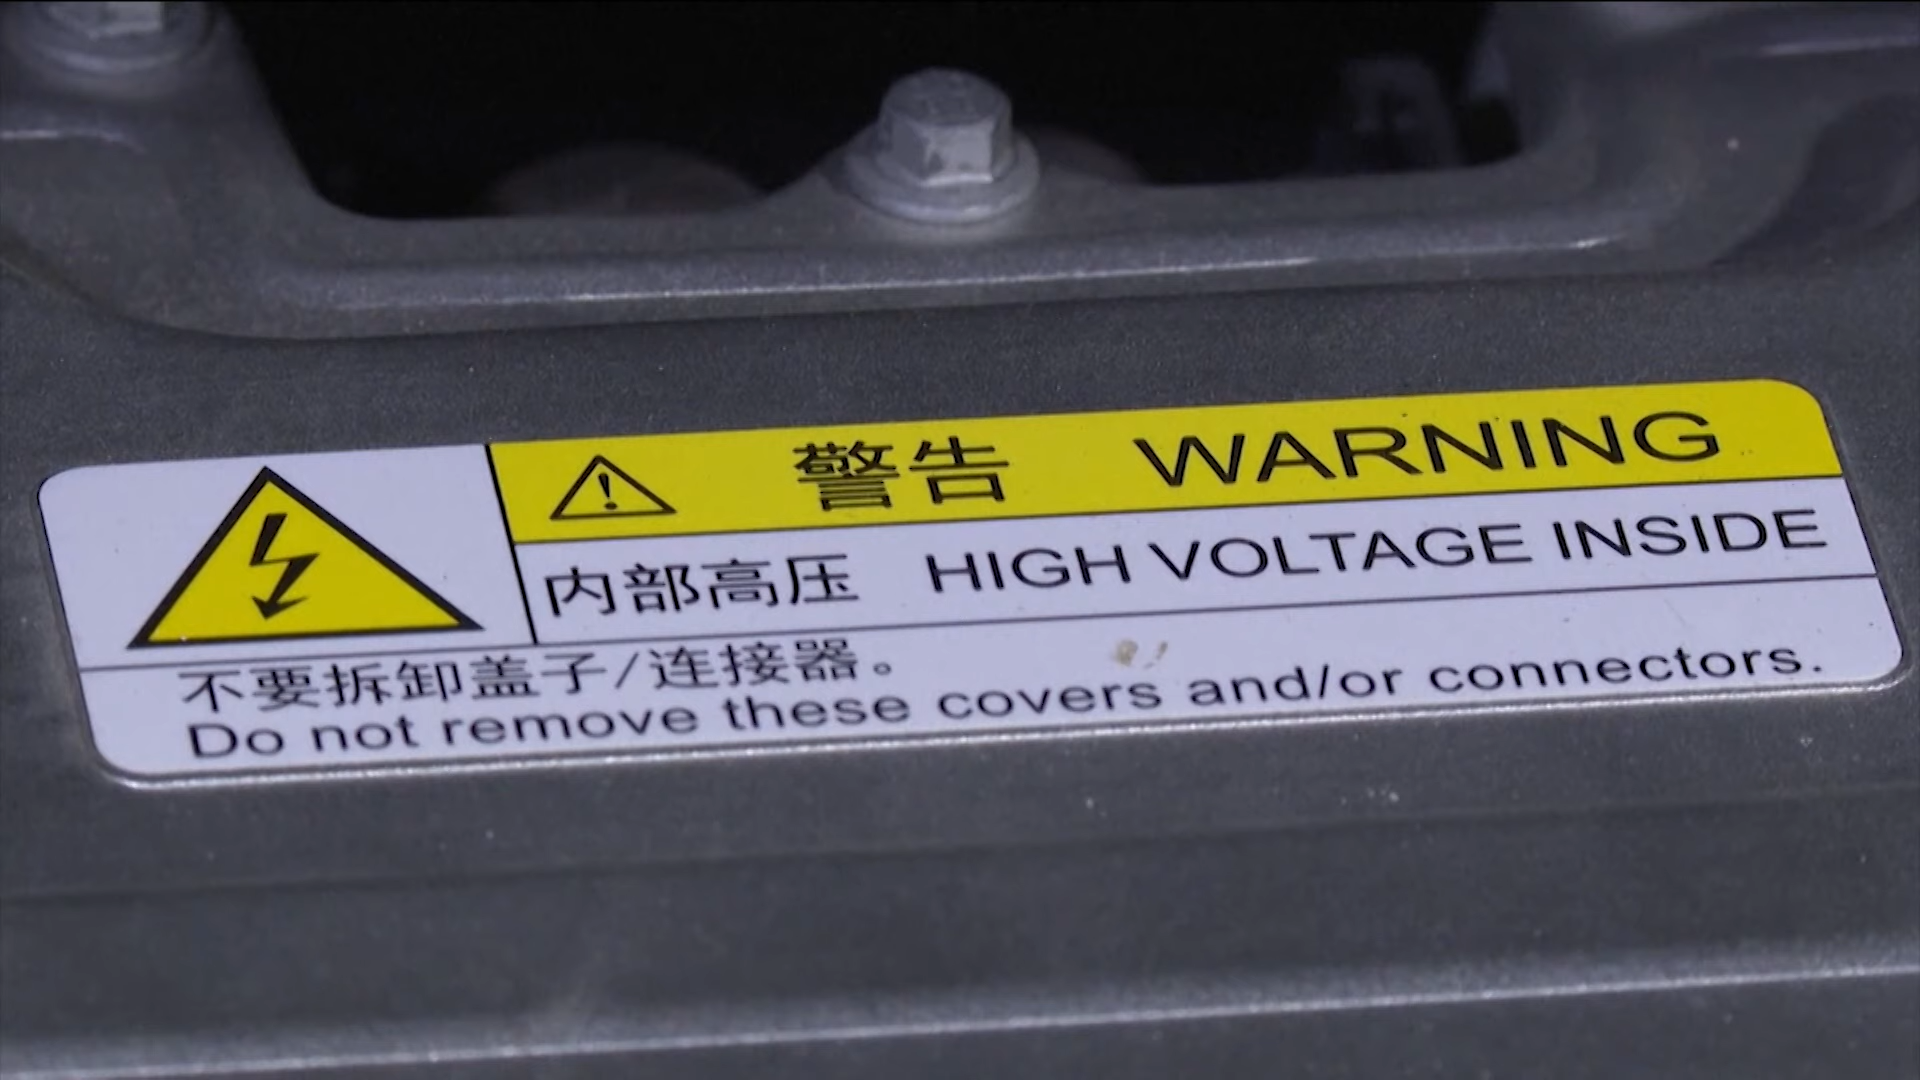 警告 WARNING
内部高压 HIGH VOLTAGE INSIDE
不要拆卸盖子/连接器。
Do not remove these covers and/or connectors.